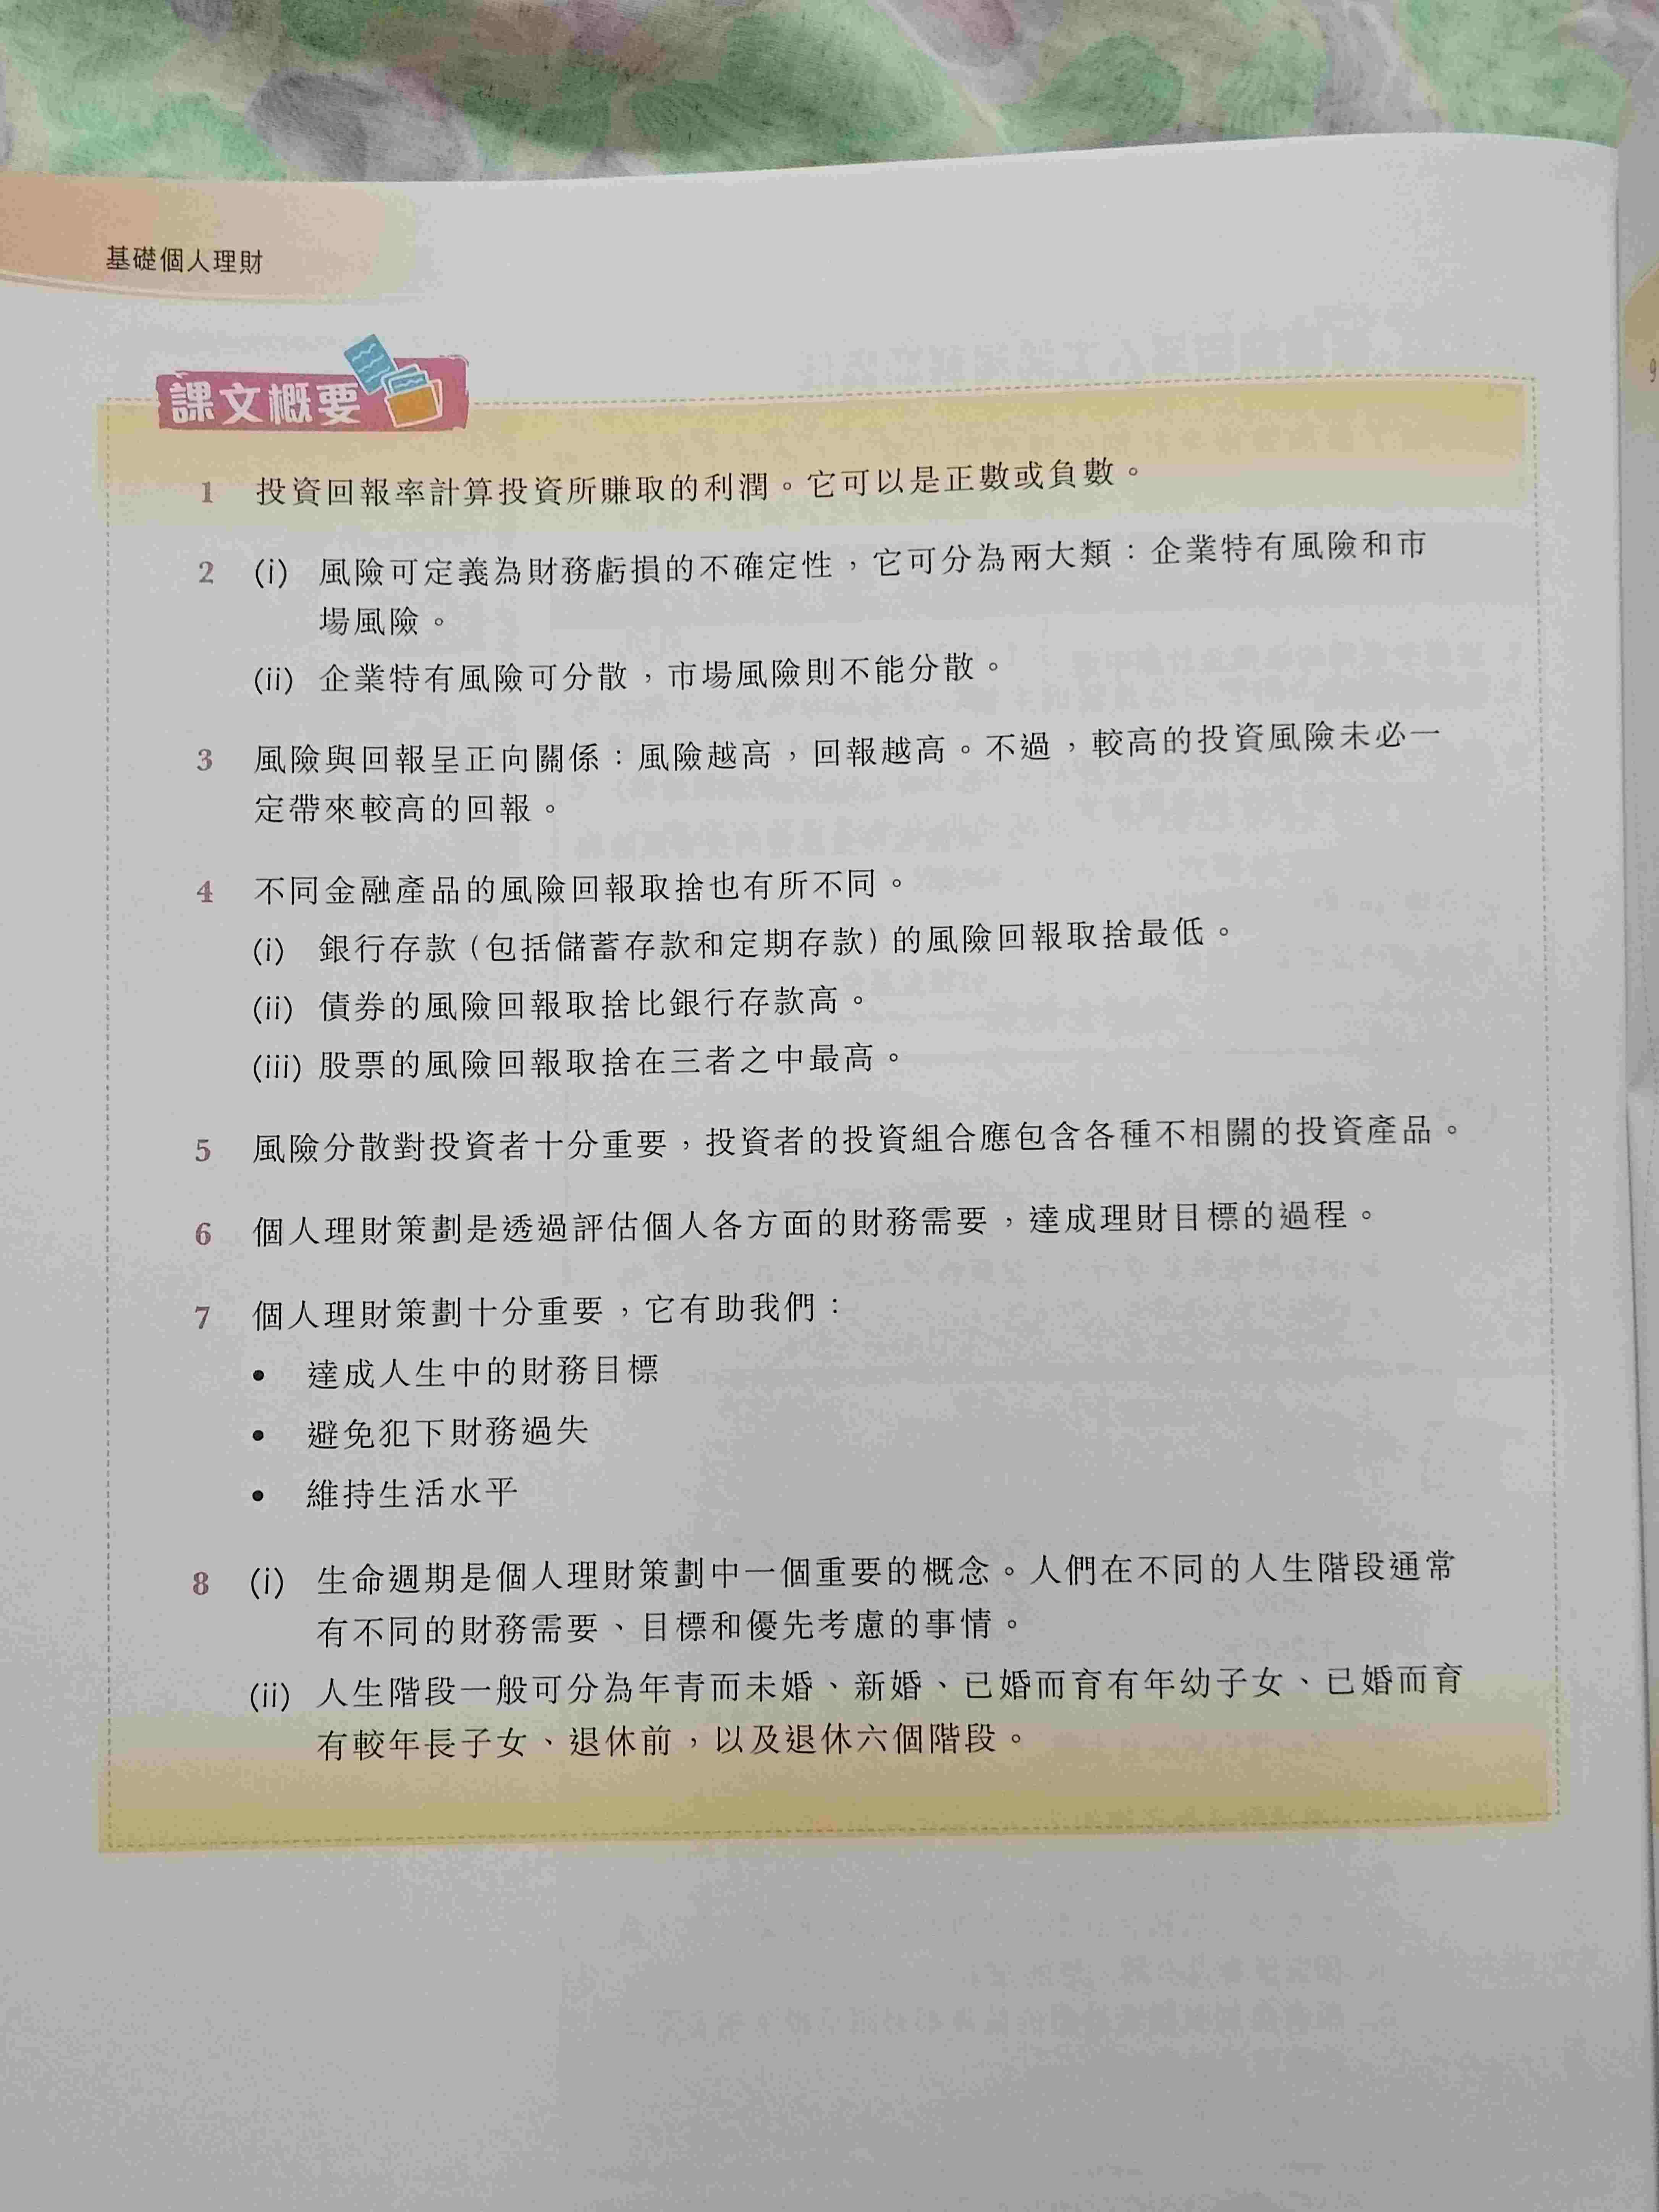 基礎個人理財
課文概要
1 投資回報率計算投資所賺取的利潤。它可以是正數或負數。
2 (i) 風險可定義為財務虧損的不確定性，它可分為兩大類：企業特有風險和市
場風險。
(ii) 企業特有風險可分散，市場風險則不能分散。
3 風險與回報呈正向關係：風險越高，回報越高。不過，較高的投資風險未必一
定帶來較高的回報。
4 不同金融產品的風險回報取捨也有所不同。
(i) 銀行存款（包括儲蓄存款和定期存款）的風險回報取捨最低。
(ii) 債券的風險回報取捨比銀行存款高。
(iii) 股票的風險回報取捨在三者之中最高。
5 風險分散對投資者十分重要，投資者的投資組合應包含各種不相關的投資產品。
6 個人理財策劃是透過評估個人各方面的財務需要，達成理財目標的過程。
7 個人理財策劃十分重要，它有助我們：
• 達成人生中的財務目標
• 避免犯下財務過失
• 維持生活水平
8 (i) 生命週期是個人理財策劃中一個重要的概念。人們在不同的人生階段通常
有不同的財務需要、目標和優先考慮的事情。
(ii) 人生階段一般可分為年青而未婚、新婚、已婚而育有年幼子女、已婚而育
有較年長子女、退休前，以及退休六個階段。